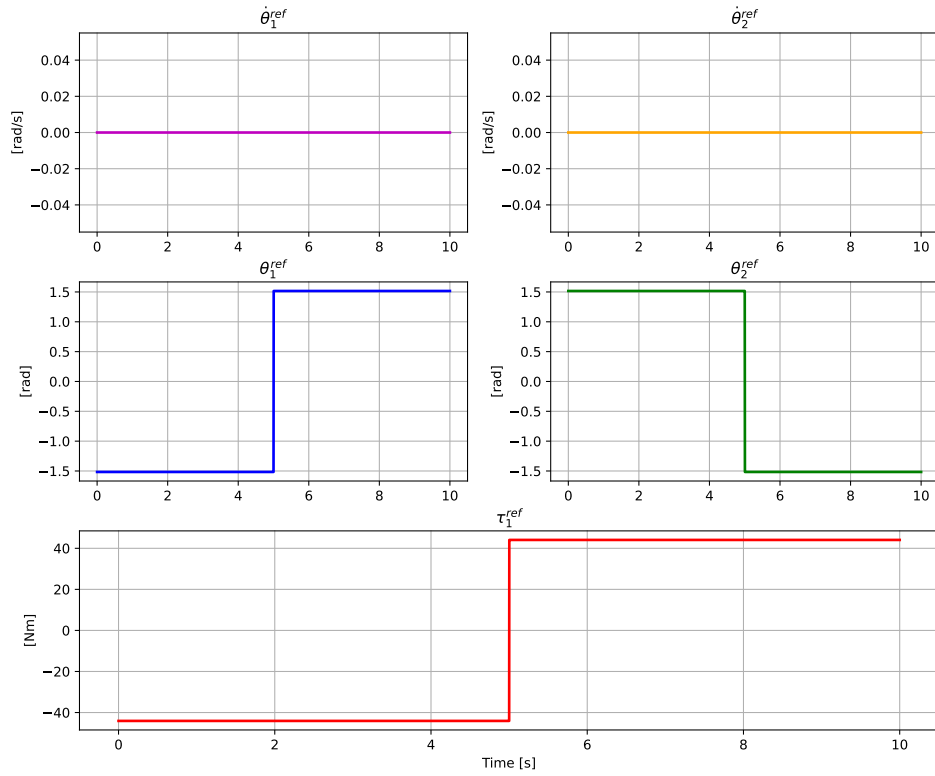 θ̇₁ʳᵉᶠ
[rad/s]
0.04
0.02
0.00
−0.02
−0.04
0 2 4 6 8 10
θ̇₂ʳᵉᶠ
[rad/s]
0.04
0.02
0.00
−0.02
−0.04
0 2 4 6 8 10
θ₁ʳᵉᶠ
[rad]
1.5
1.0
0.5
0.0
−0.5
−1.0
−1.5
0 2 4 6 8 10
θ₂ʳᵉᶠ
[rad]
1.5
1.0
0.5
0.0
−0.5
−1.0
−1.5
0 2 4 6 8 10
τ₁ʳᵉᶠ
[Nm]
40
20
0
−20
−40
0 2 4 6 8 10
Time [s]